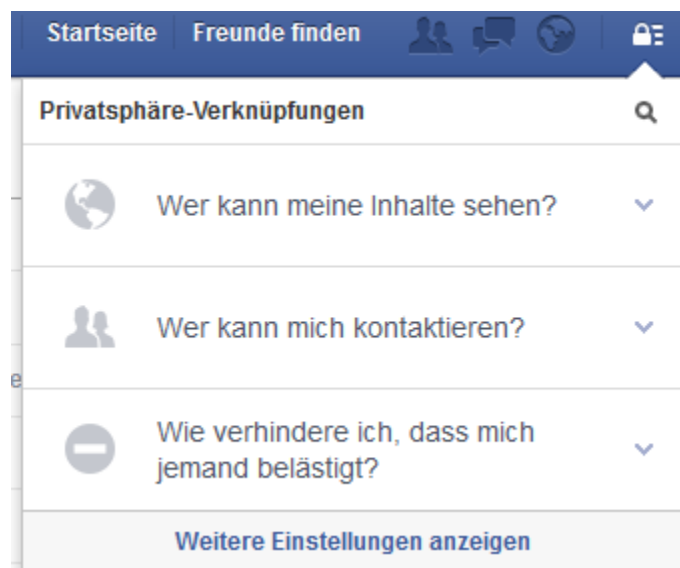 Startseite Freunde finden
Privatsphäre-Verknüpfungen
Wer kann meine Inhalte sehen?
Wer kann mich kontaktieren?
e
Wie verhindere ich, dass mich
jemand belästigt?
Weitere Einstellungen anzeigen